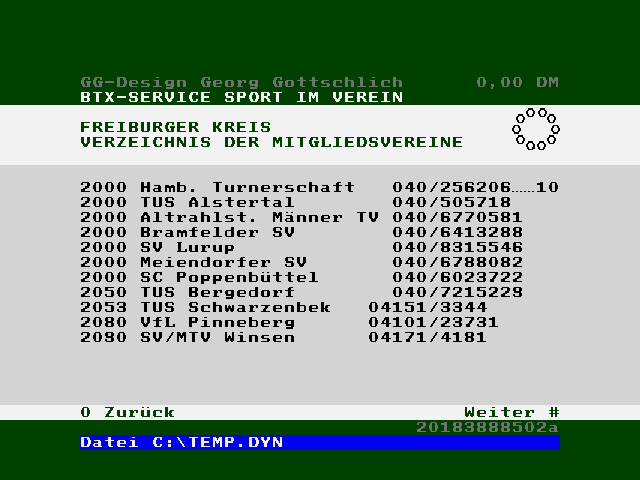 GG-Design Georg Gottschlich 0,00 DM
BTX-SERVICE SPORT IM VEREIN
FREIBURGER KREIS
VERZEICHNIS DER MITGLIEDSVEREINE
2000 Hamb. Turnerschaft 040/256206.....10
2000 TUS Alstertal 040/505718
2000 Altrahlst. Männer TV 040/6770581
2000 Bramfelder SV 040/6413288
2000 SV Lurup 040/8315546
2000 Meiendorfer SV 040/6788082
2000 SC Poppenbüttel 040/6023722
2050 TUS Bergedorf 040/7215228
2053 TUS Schwarzenbek 04151/3344
2080 VfL Pinneberg 04101/23731
2090 SV/MTV Winsen 04171/4181
0 Zurück Weiter #
20183888502a
Datei C:\TEMP.DYN